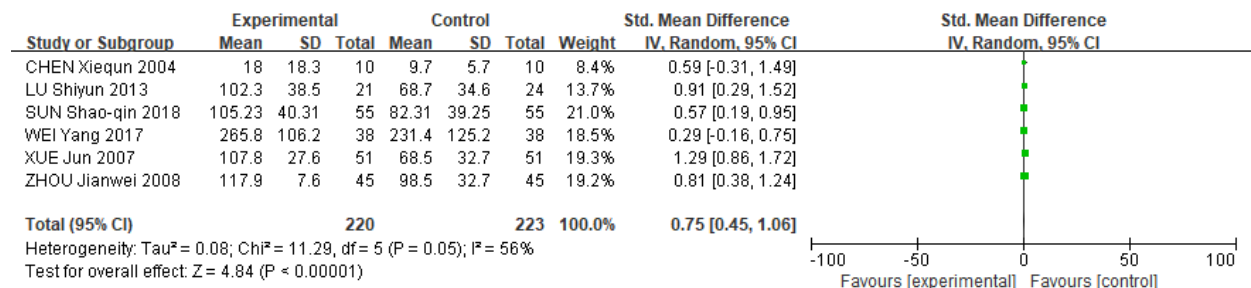 Experimental Control Std. Mean Difference Std. Mean Difference
Study or Subgroup Mean SD Total Mean SD Total Weight IV, Random, 95% CI IV, Random, 95% CI
CHEN Xiequn 2004 18 18.3 10 9.7 5.7 10 8.4% 0.59 [-0.31, 1.49]
LU Shiyun 2013 102.3 38.5 21 68.7 34.6 24 13.7% 0.91 [0.29, 1.52]
SUN Shao-qin 2018 105.23 40.31 55 82.31 39.25 55 21.0% 0.57 [0.19, 0.95]
WEI Yang 2017 265.8 106.2 38 231.4 125.2 38 18.5% 0.29 [-0.16, 0.75]
XUE Jun 2007 107.8 27.6 51 68.5 32.7 51 19.3% 1.29 [0.86, 1.72]
ZHOU Jianwei 2008 117.9 7.6 45 98.5 32.7 45 19.2% 0.81 [0.38, 1.24]
Total (95% CI) 220 223 100.0% 0.75 [0.45, 1.06]
Heterogeneity: Tau² = 0.08; Chi² = 11.29, df = 5 (P = 0.05); I² = 56%
Test for overall effect: Z = 4.84 (P < 0.00001)
-100 -50 0 50 100
Favours [experimental] Favours [control]